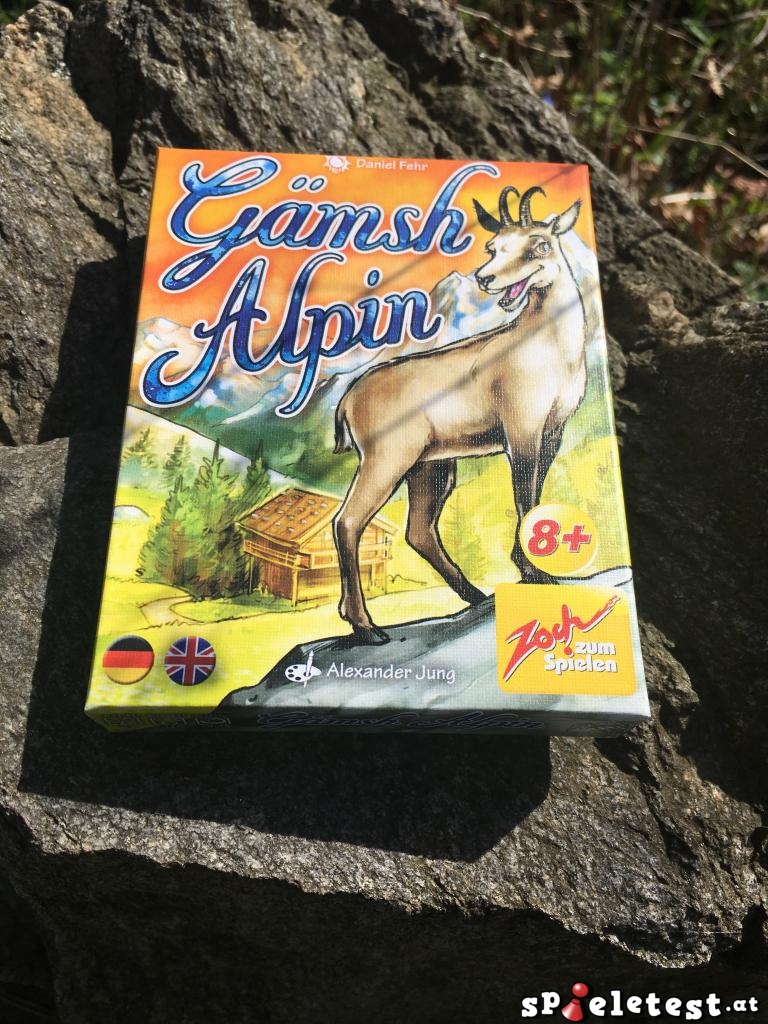 Daniel Fehr
Gämsh
Alpin
8+
Zoch
zum
Spielen
Alexander Jung
Gämsh Alpin
spieletest.at